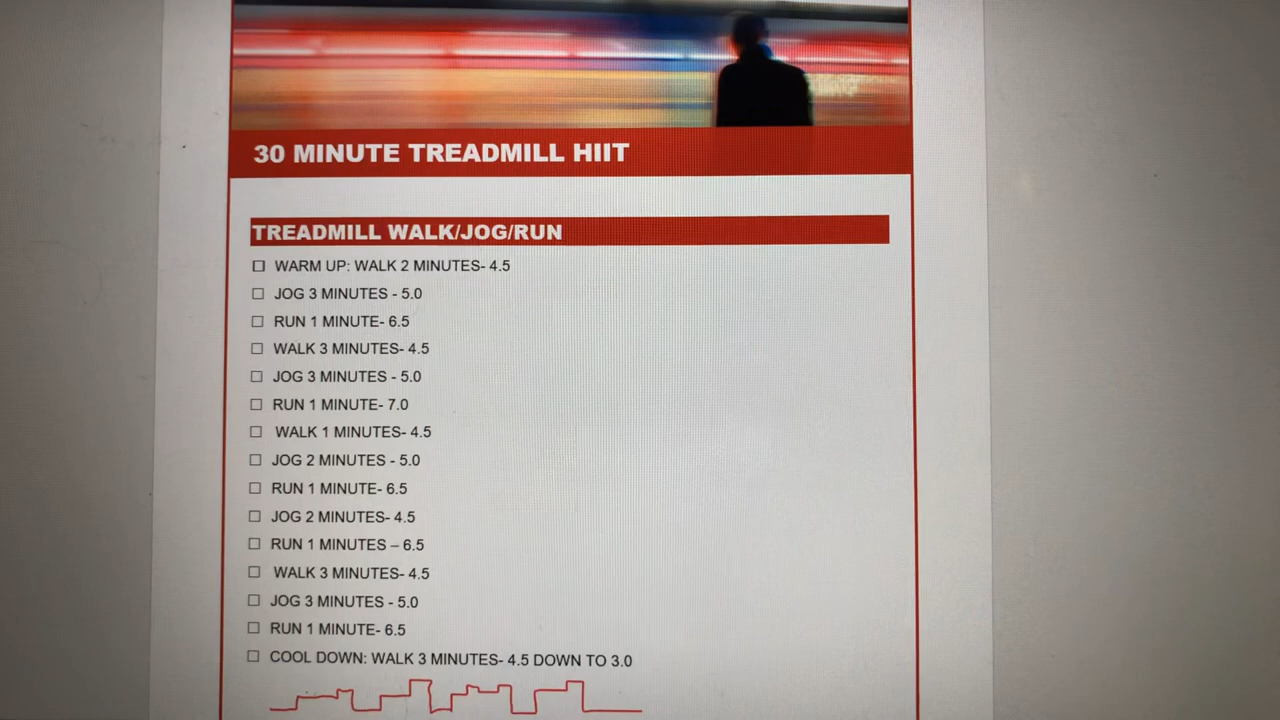 30 MINUTE TREADMILL HIIT
TREADMILL WALK/JOG/RUN
☐ WARM UP: WALK 2 MINUTES- 4.5
☐ JOG 3 MINUTES - 5.0
☐ RUN 1 MINUTE- 6.5
☐ WALK 3 MINUTES- 4.5
☐ JOG 3 MINUTES - 5.0
☐ RUN 1 MINUTE- 7.0
☐ WALK 1 MINUTES- 4.5
☐ JOG 2 MINUTES - 5.0
☐ RUN 1 MINUTE- 6.5
☐ JOG 2 MINUTES- 4.5
☐ RUN 1 MINUTES – 6.5
☐ WALK 3 MINUTES- 4.5
☐ JOG 3 MINUTES - 5.0
☐ RUN 1 MINUTE- 6.5
☐ COOL DOWN: WALK 3 MINUTES- 4.5 DOWN TO 3.0